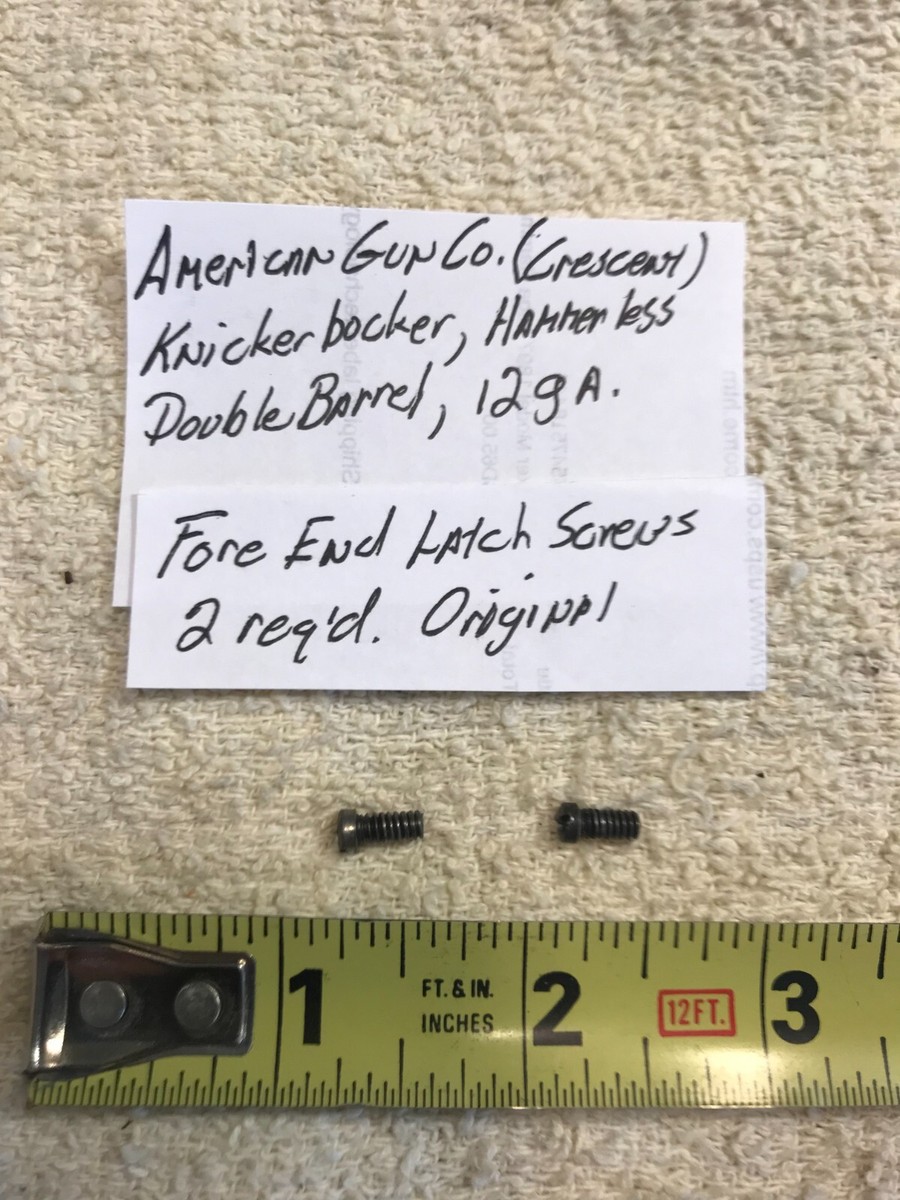 American Gun Co. (Crescent)
Knickerbocker, Hammerless
Double Barrel, 12 gA.
Fore End Latch Screws
2 req'd. Original
1 FT. & IN. 2 12FT. 3
INCHES